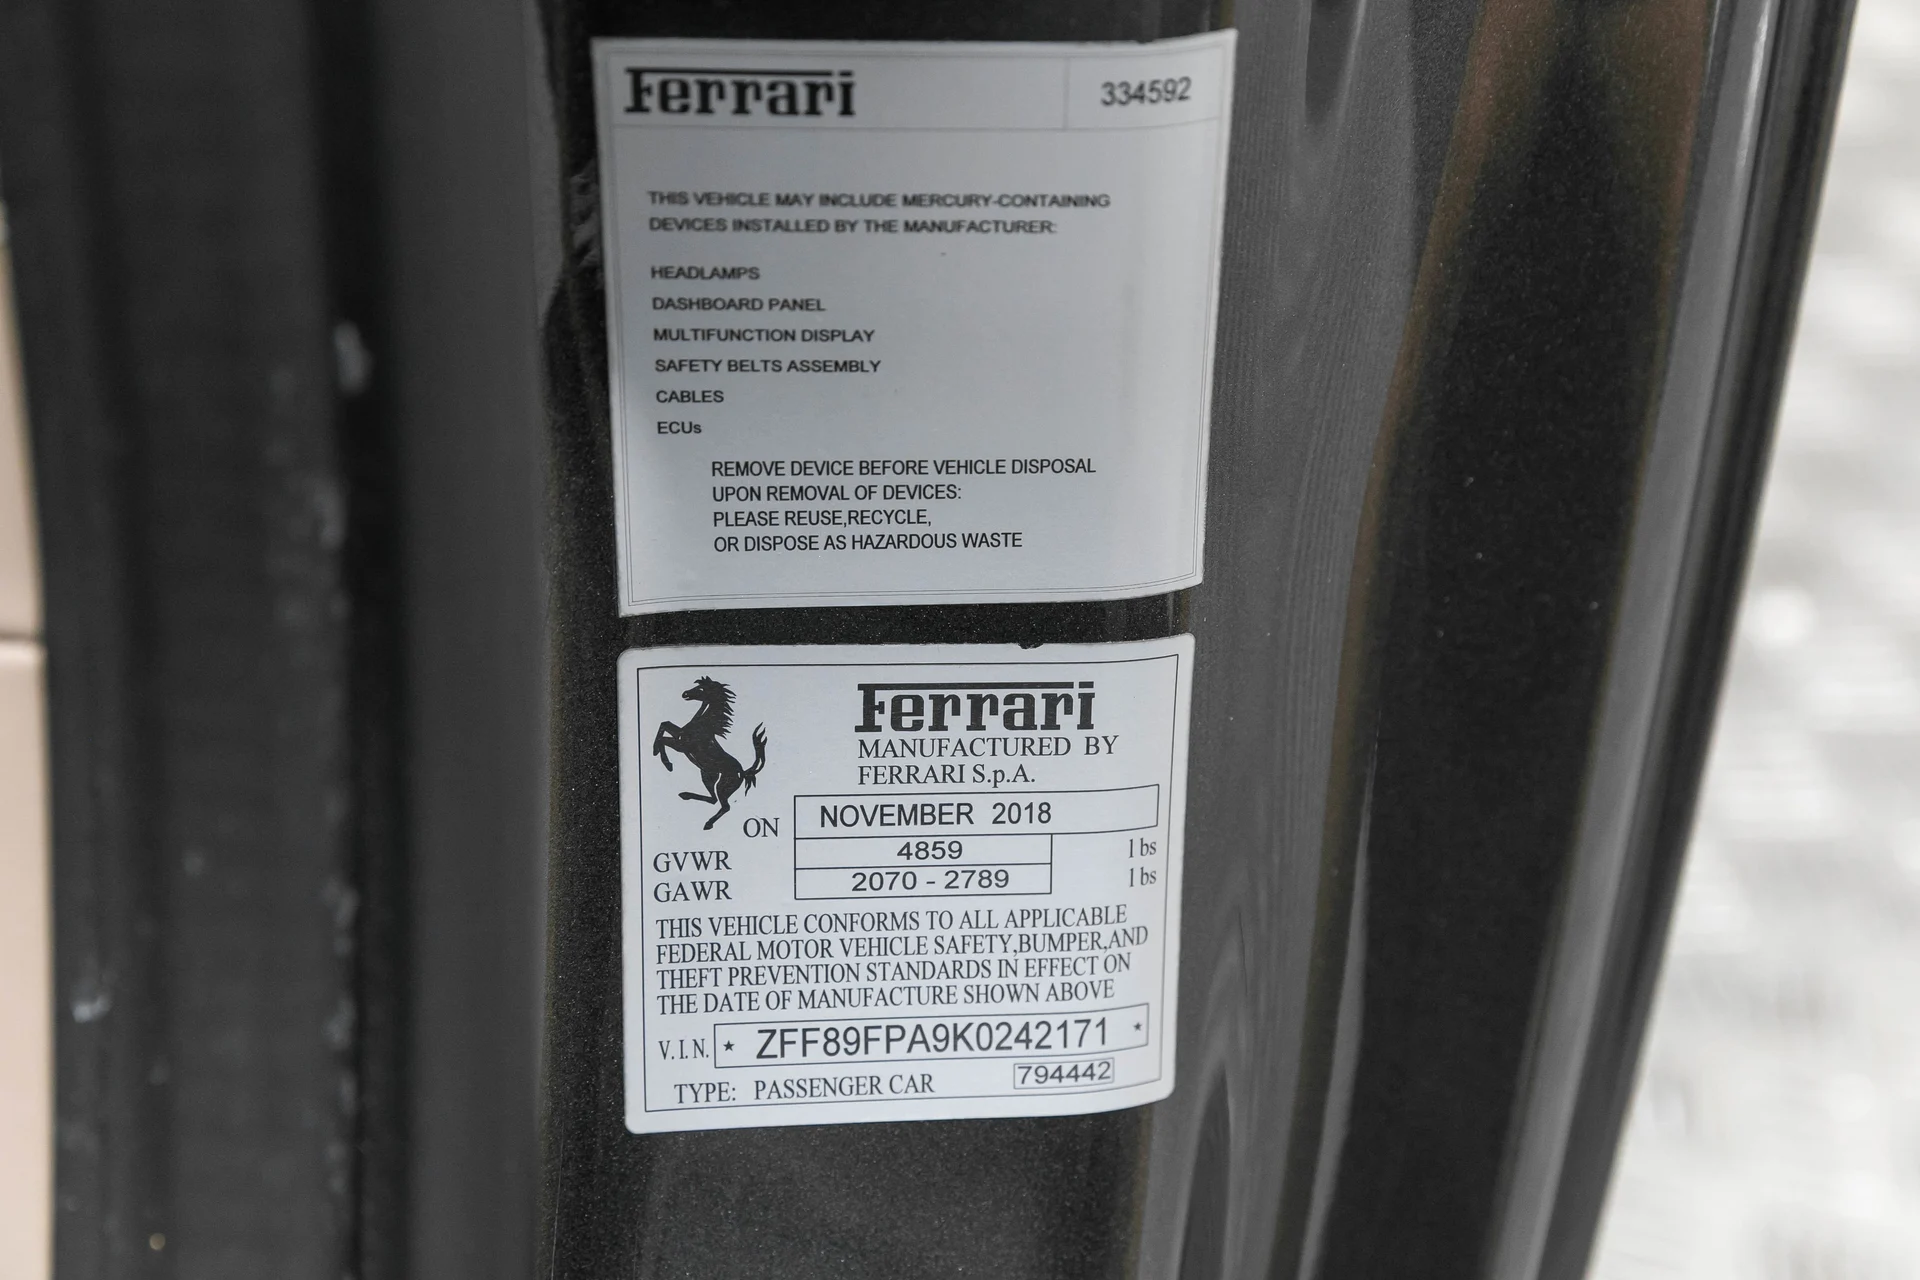 Ferrari 334592
THIS VEHICLE MAY INCLUDE MERCURY-CONTAINING
DEVICES INSTALLED BY THE MANUFACTURER:
HEADLAMPS
DASHBOARD PANEL
MULTIFUNCTION DISPLAY
SAFETY BELTS ASSEMBLY
CABLES
ECUs
REMOVE DEVICE BEFORE VEHICLE DISPOSAL
UPON REMOVAL OF DEVICES:
PLEASE REUSE,RECYCLE,
OR DISPOSE AS HAZARDOUS WASTE
Ferrari
MANUFACTURED BY
FERRARI S.p.A.
ON NOVEMBER 2018
GVWR 4859 lbs
GAWR 2070 - 2789 lbs
THIS VEHICLE CONFORMS TO ALL APPLICABLE
FEDERAL MOTOR VEHICLE SAFETY,BUMPER,AND
THEFT PREVENTION STANDARDS IN EFFECT ON
THE DATE OF MANUFACTURE SHOWN ABOVE
V.I.N. * ZFF89FPA9K0242171 *
TYPE: PASSENGER CAR 794442